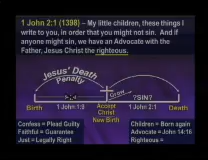 1 John 2:1 (1398) – My little children, these things I
write to you, in order that you might not sin. And if
anyone might sin, we have an Advocate with the
Father, Jesus Christ the righteous.
Jesus' Death
Penalty
Grow
?SIN?
Birth
1 John 1:9
Accept
Christ
New Birth
1 John 2:1
Death
Confess = Plead Guilty
Faithful = Guarantee
Just = Legally Right
Children = Born again
Advocate = John 14:16
Righteous =